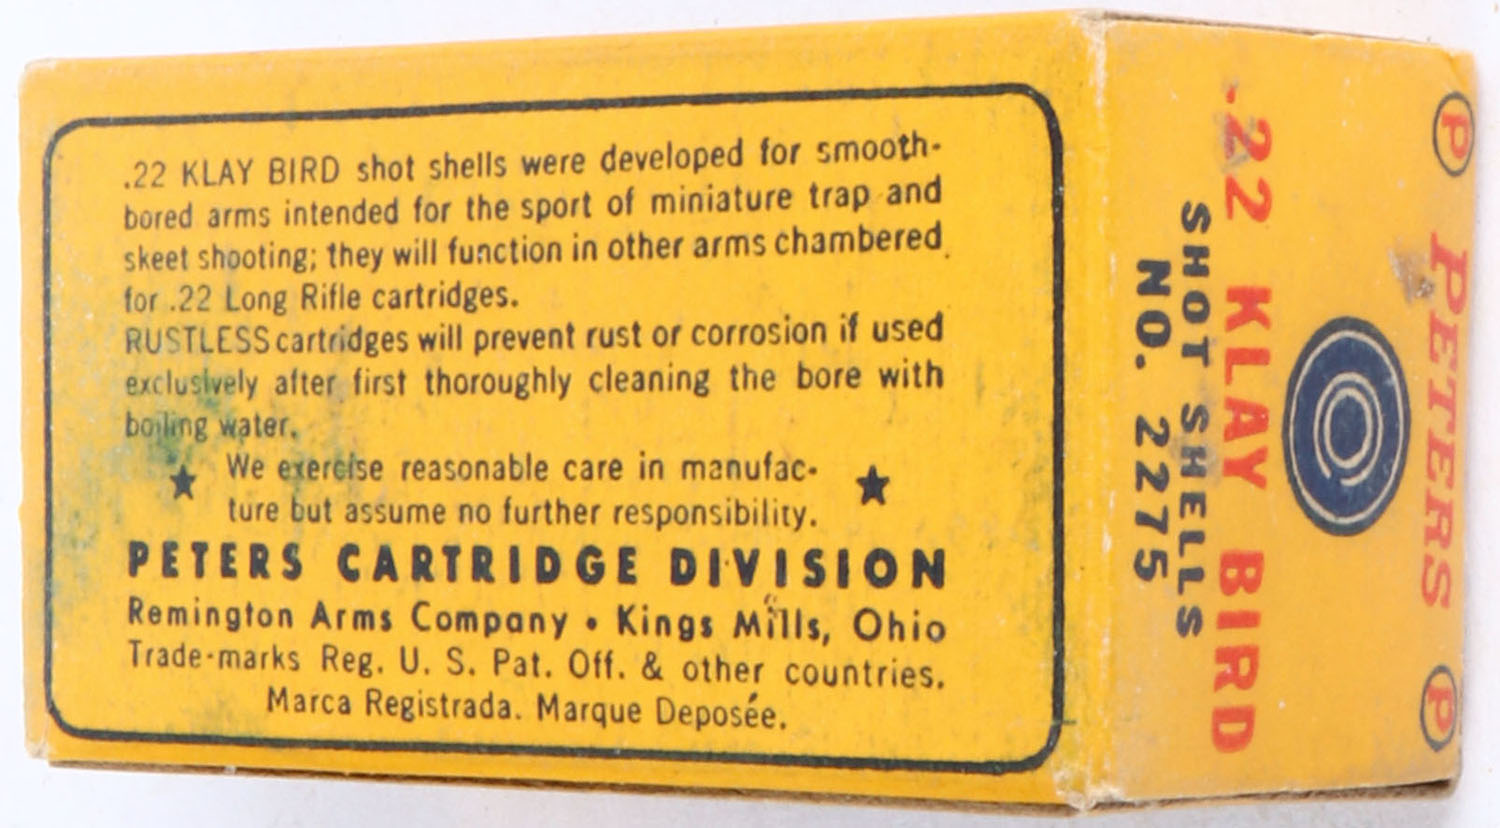 .22 KLAY BIRD shot shells were developed for smooth-
bored arms intended for the sport of miniature trap and
skeet shooting; they will function in other arms chambered
for .22 Long Rifle cartridges.
RUSTLESS cartridges will prevent rust or corrosion if used
exclusively after first thoroughly cleaning the bore with
boiling water.
We exercise reasonable care in manufac-
ture but assume no further responsibility.
PETERS CARTRIDGE DIVISION
Remington Arms Company • Kings Mills, Ohio
Trade-marks Reg. U. S. Pat. Off. & other countries.
Marca Registrada. Marque Deposée.
P PETERS P
.22 KLAY BIRD
SHOT SHELLS
NO. 2275